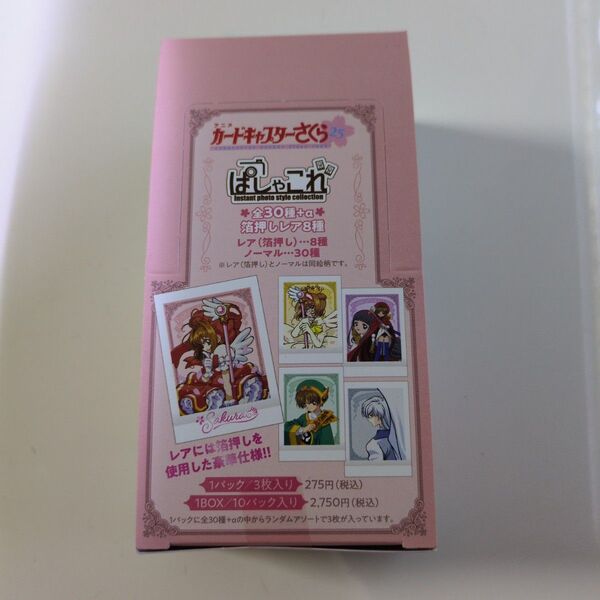 アニメ
カードキャプターさくら 25
ぱしゃこれ
Instant photo style collection
全30種+α
箔押しレア8種
レア(箔押し)…8種
ノーマル…30種
※レア(箔押し)とノーマルは同絵柄です。
Sakura
レアには箔押しを
使用した豪華仕様!!
1パック/3枚入り 275円(税込)
1BOX/10パック入り 2,750円(税込)
1パックに全30種+αの中からランダムアソートで3枚が入っています。